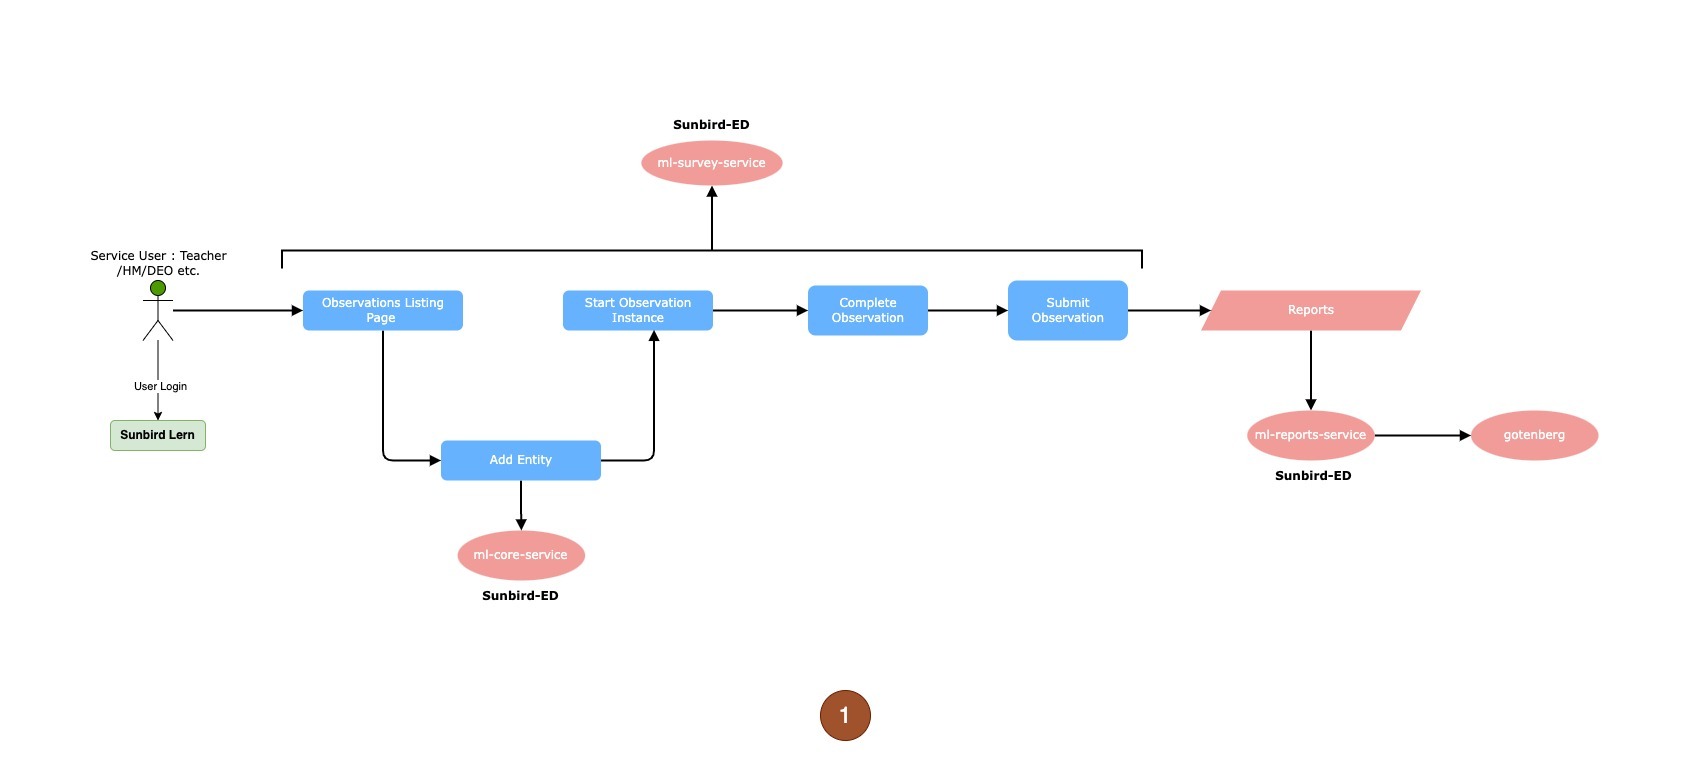 Sunbird-ED
ml-survey-service
Service User : Teacher
/HM/DEO etc.
Observations Listing
Page
Start Observation
Instance
Complete
Observation
Submit
Observation
Reports
User Login
Sunbird Lern
Add Entity
ml-reports-service
gotenberg
Sunbird-ED
ml-core-service
Sunbird-ED
1